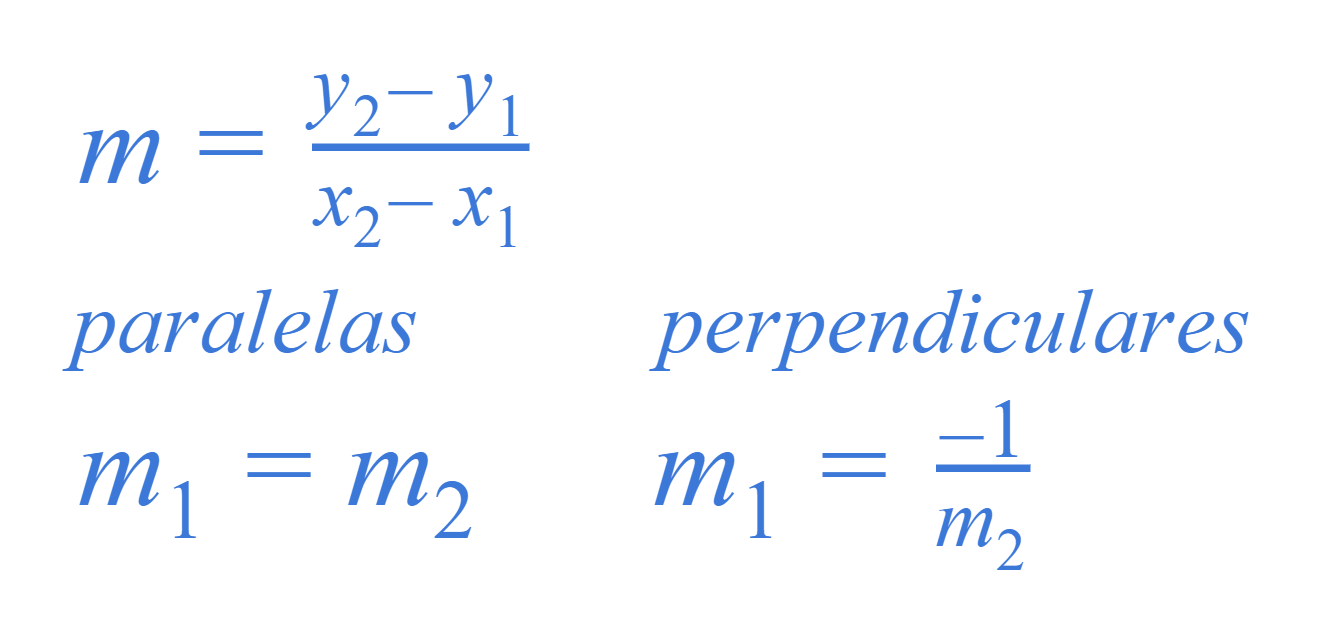 m = y₂ − y₁ / x₂ − x₁
paralelas perpendiculares
m₁ = m₂ m₁ = −1 / m₂